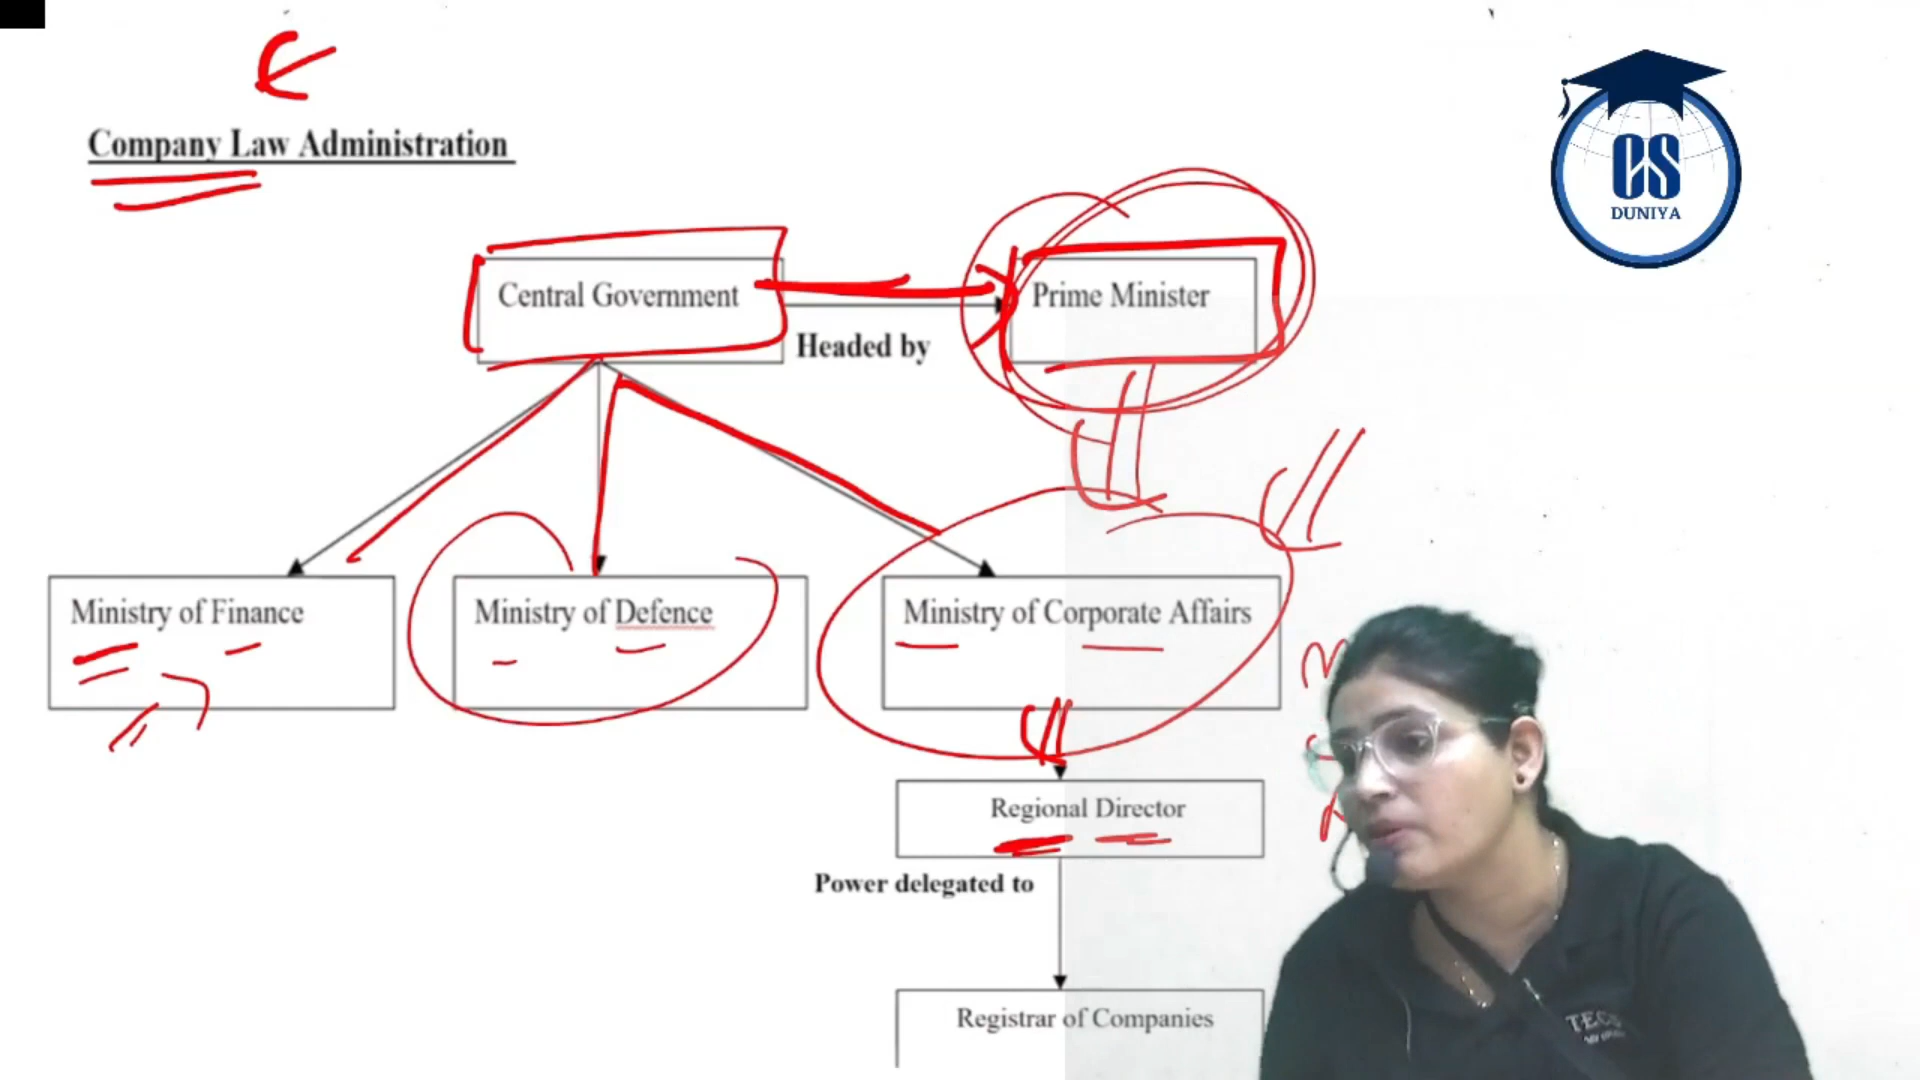 Company Law Administration
CS
DUNIYA
Central Government
Prime Minister
Headed by
Ministry of Finance
Ministry of Defence
Ministry of Corporate Affairs
Regional Director
Power delegated to
Registrar of Companies